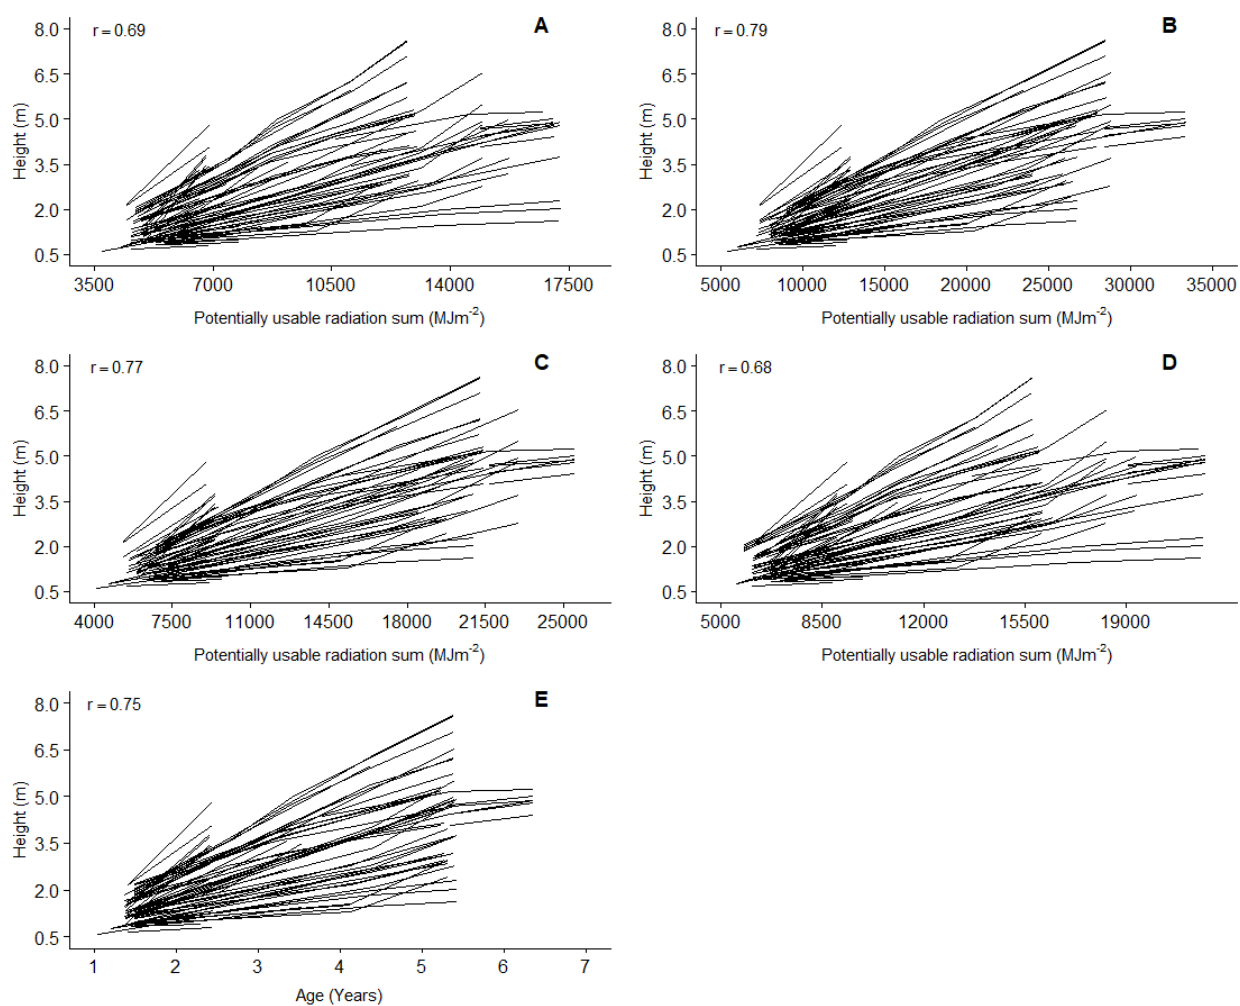 r = 0.69
A
8.0
6.5
5.0
3.5
2.0
0.5
Height (m)
3500 7000 10500 14000 17500
Potentially usable radiation sum (MJm-2)
r = 0.79
B
8.0
6.5
5.0
3.5
2.0
0.5
Height (m)
5000 10000 15000 20000 25000 30000 35000
Potentially usable radiation sum (MJm-2)
r = 0.77
C
8.0
6.5
5.0
3.5
2.0
0.5
Height (m)
4000 7500 11000 14500 18000 21500 25000
Potentially usable radiation sum (MJm-2)
r = 0.68
D
8.0
6.5
5.0
3.5
2.0
0.5
Height (m)
5000 8500 12000 15500 19000
Potentially usable radiation sum (MJm-2)
r = 0.75
E
8.0
6.5
5.0
3.5
2.0
0.5
Height (m)
1 2 3 4 5 6 7
Age (Years)